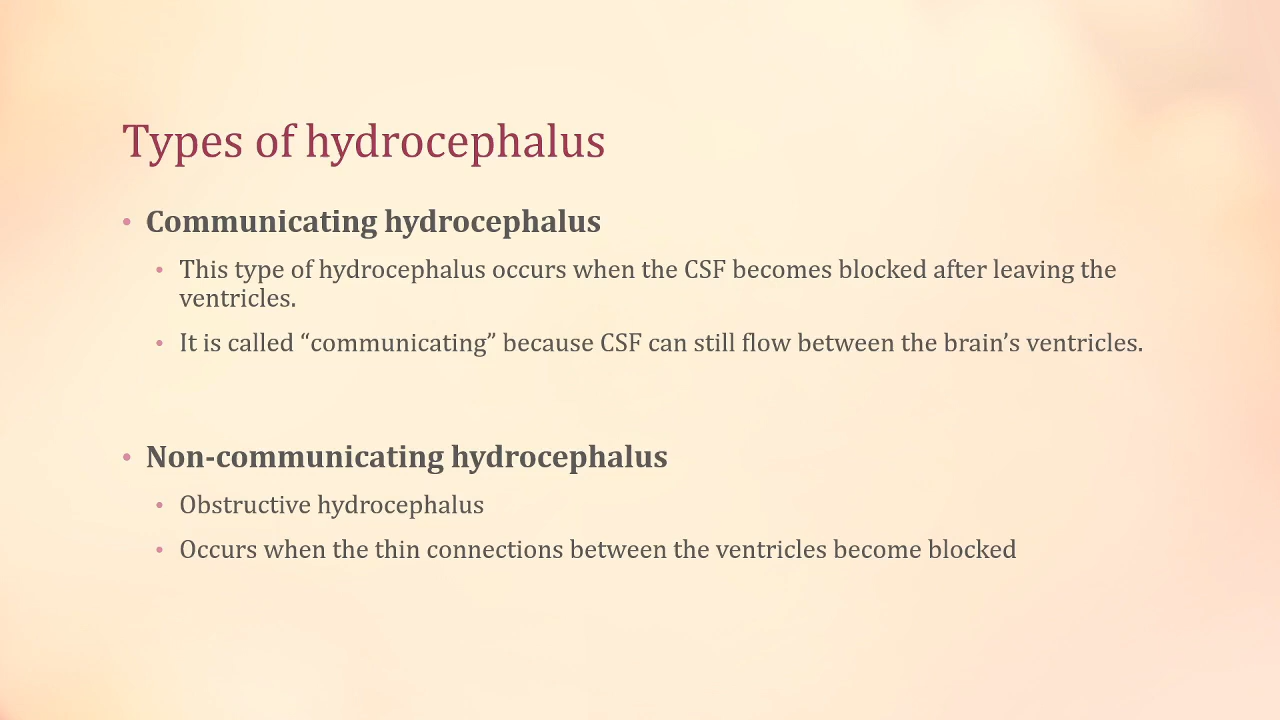 Types of hydrocephalus
• Communicating hydrocephalus
• This type of hydrocephalus occurs when the CSF becomes blocked after leaving the
ventricles.
• It is called “communicating” because CSF can still flow between the brain’s ventricles.
• Non-communicating hydrocephalus
• Obstructive hydrocephalus
• Occurs when the thin connections between the ventricles become blocked